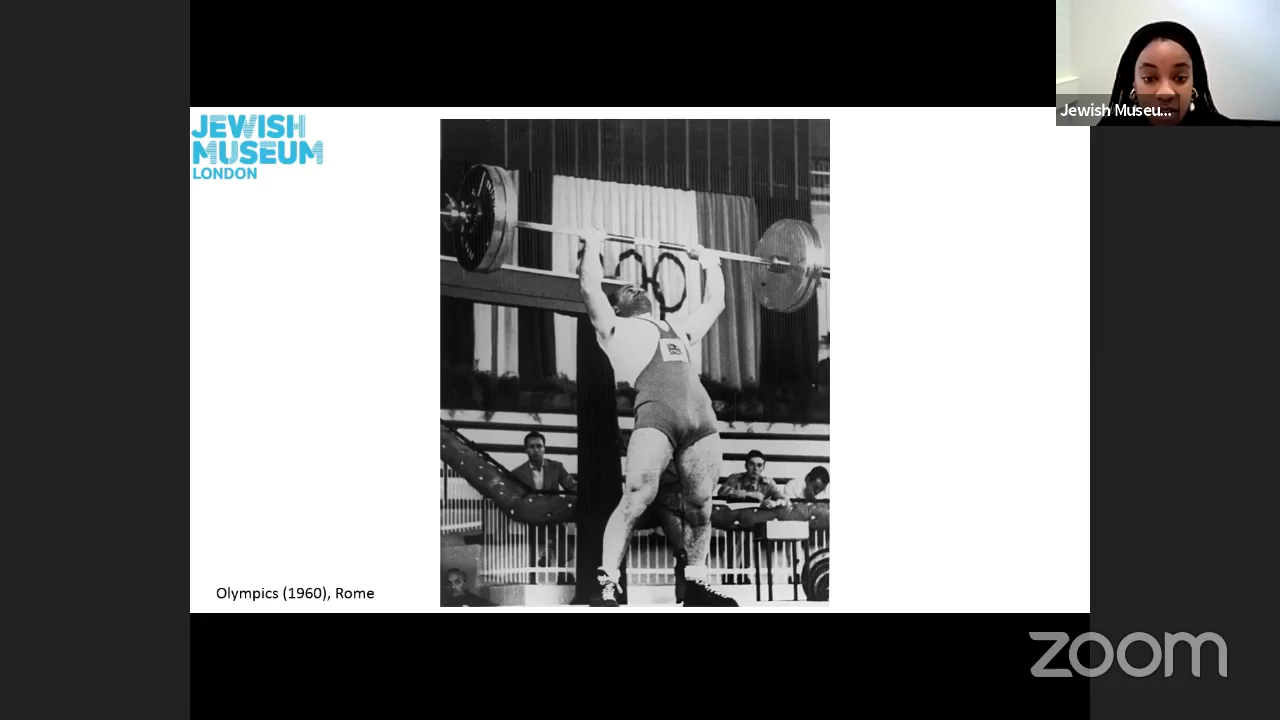 JEWISH
MUSEUM
LONDON
Jewish Museu...
Olympics (1960), Rome
zoom